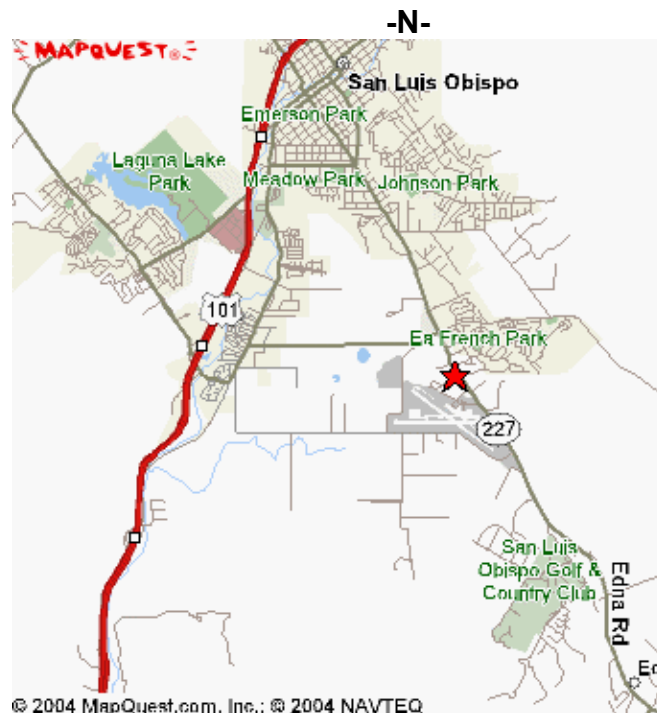 -N-
MAPQUEST®
San Luis Obispo
Emerson Park
Laguna Lake
Park
Meadow Park
Johnson Park
101
Ea French Park
227
San Luis
Obispo Golf &
Country Club
Edna Rd
Ed
© 2004 MapQuest.com, Inc.; © 2004 NAVTEQ